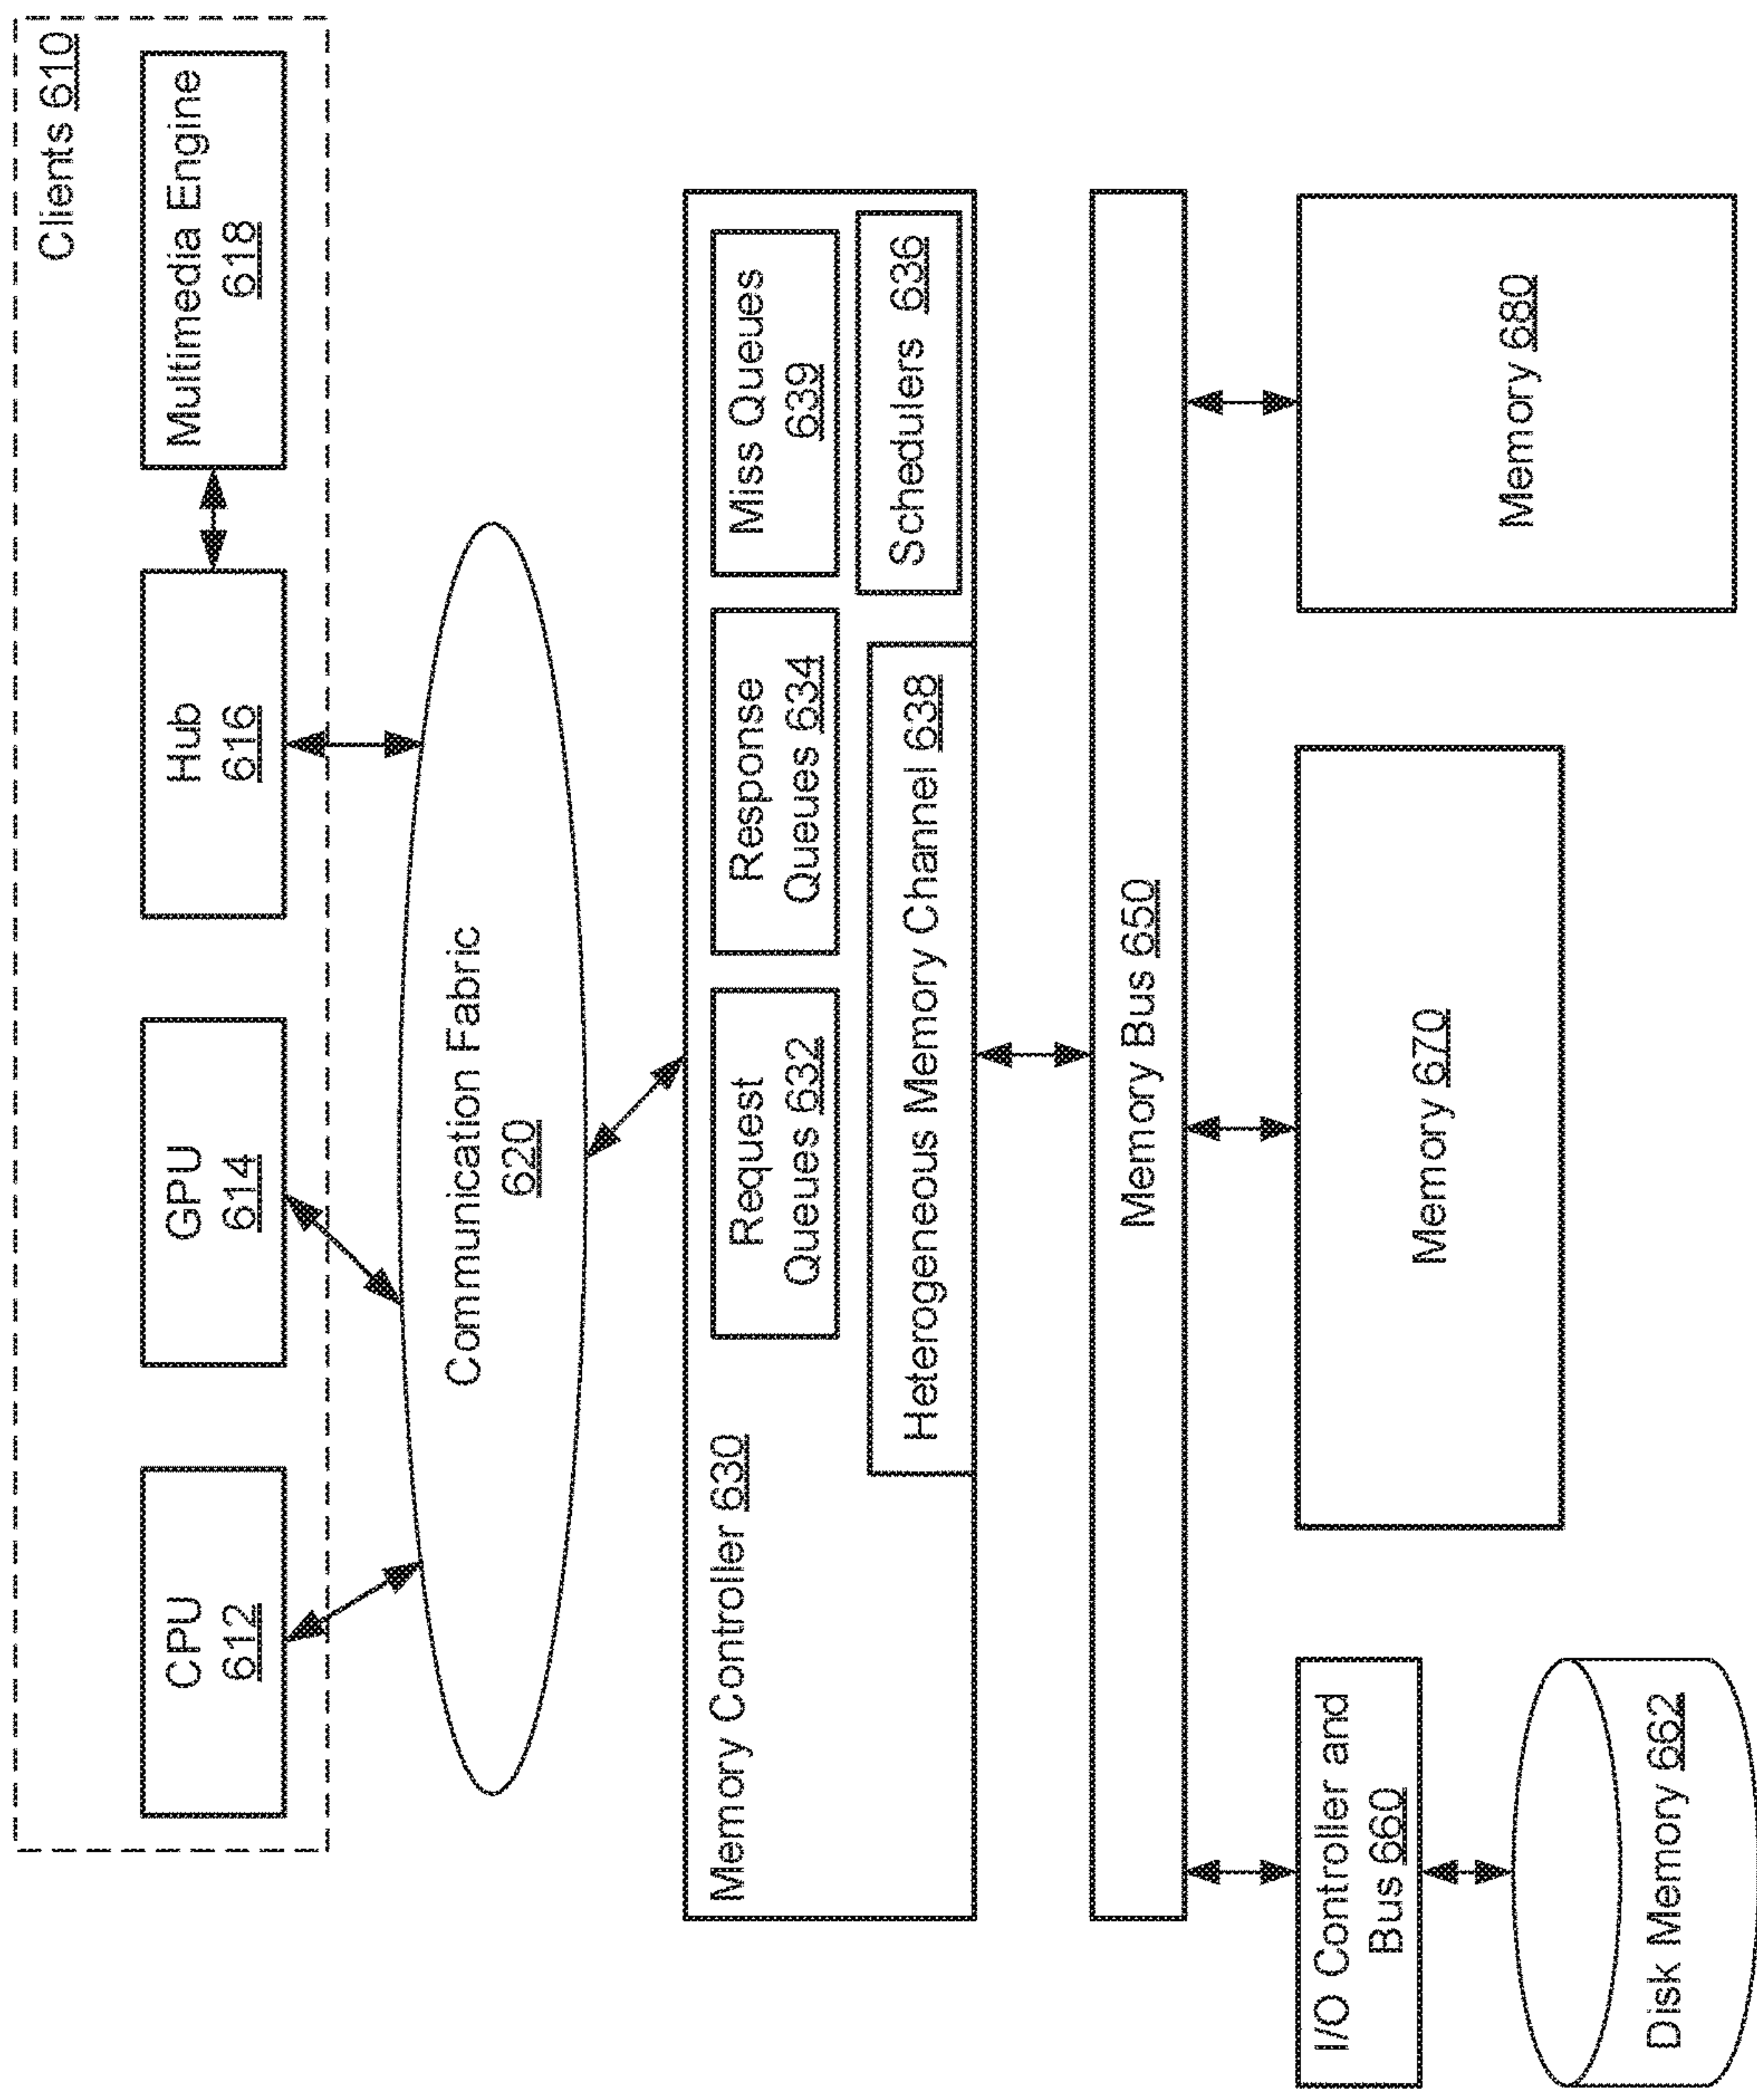 Clients 610
CPU
612
GPU
614
Hub
616
Multimedia Engine
618
Communication Fabric
620
Memory Controller 630
Request
Queues 632
Response
Queues 634
Miss Queues
639
Heterogeneous Memory Channel 638
Schedulers 636
Memory Bus 650
I/O Controller and
Bus 660
Disk Memory 662
Memory 670
Memory 680